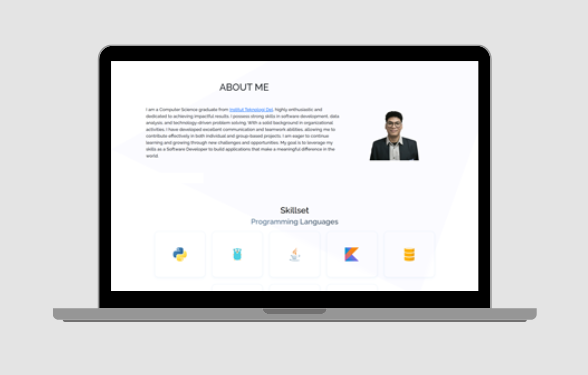 ABOUT ME
I am a Computer Science graduate from Institut Teknologi Del, highly enthusiastic and
dedicated to achieving impactful results. I possess strong skills in software development, data
analysis, and technology-driven problem solving. With a solid background in organizational
activities, I have developed excellent communication and teamwork abilities, allowing me to
contribute effectively in both individual and group-based projects. I am eager to continue
learning and growing through new challenges and opportunities. My goal is to leverage my
skills as a Software Developer to build applications that make a meaningful difference in the
world.
Skillset
Programming Languages